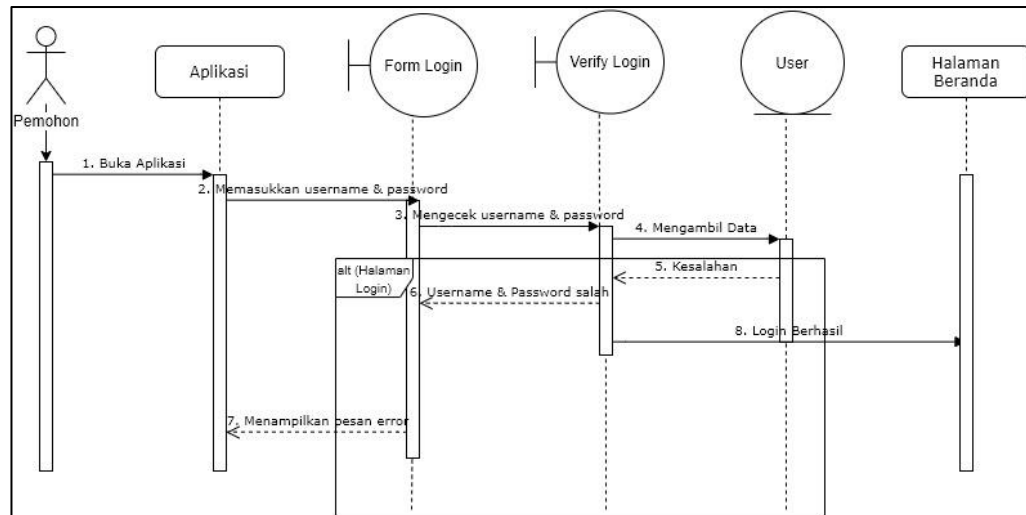 Pemohon
Aplikasi
Form Login
Verify Login
User
Halaman
Beranda
1. Buka Aplikasi
2. Memasukkan username & password
3. Mengecek username & password
4. Mengambil Data
alt (Halaman
Login)
5. Kesalahan
6. Username & Password salah
8. Login Berhasil
7. Menampilkan pesan error